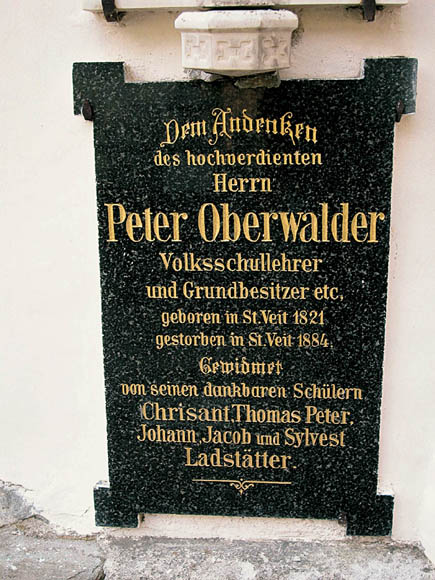 Dem Andenken
des hochverdienten
Herrn
Peter Oberwalder
Volksschullehrer
und Grundbesitzer etc,
geboren in St. Veit 1821
gestorben in St. Veit 1884.
Gewidmet
von seinen dankbaren Schülern
Chrisant, Thomas Peter,
Johann, Jacob und Sylvest
Ladstätter.